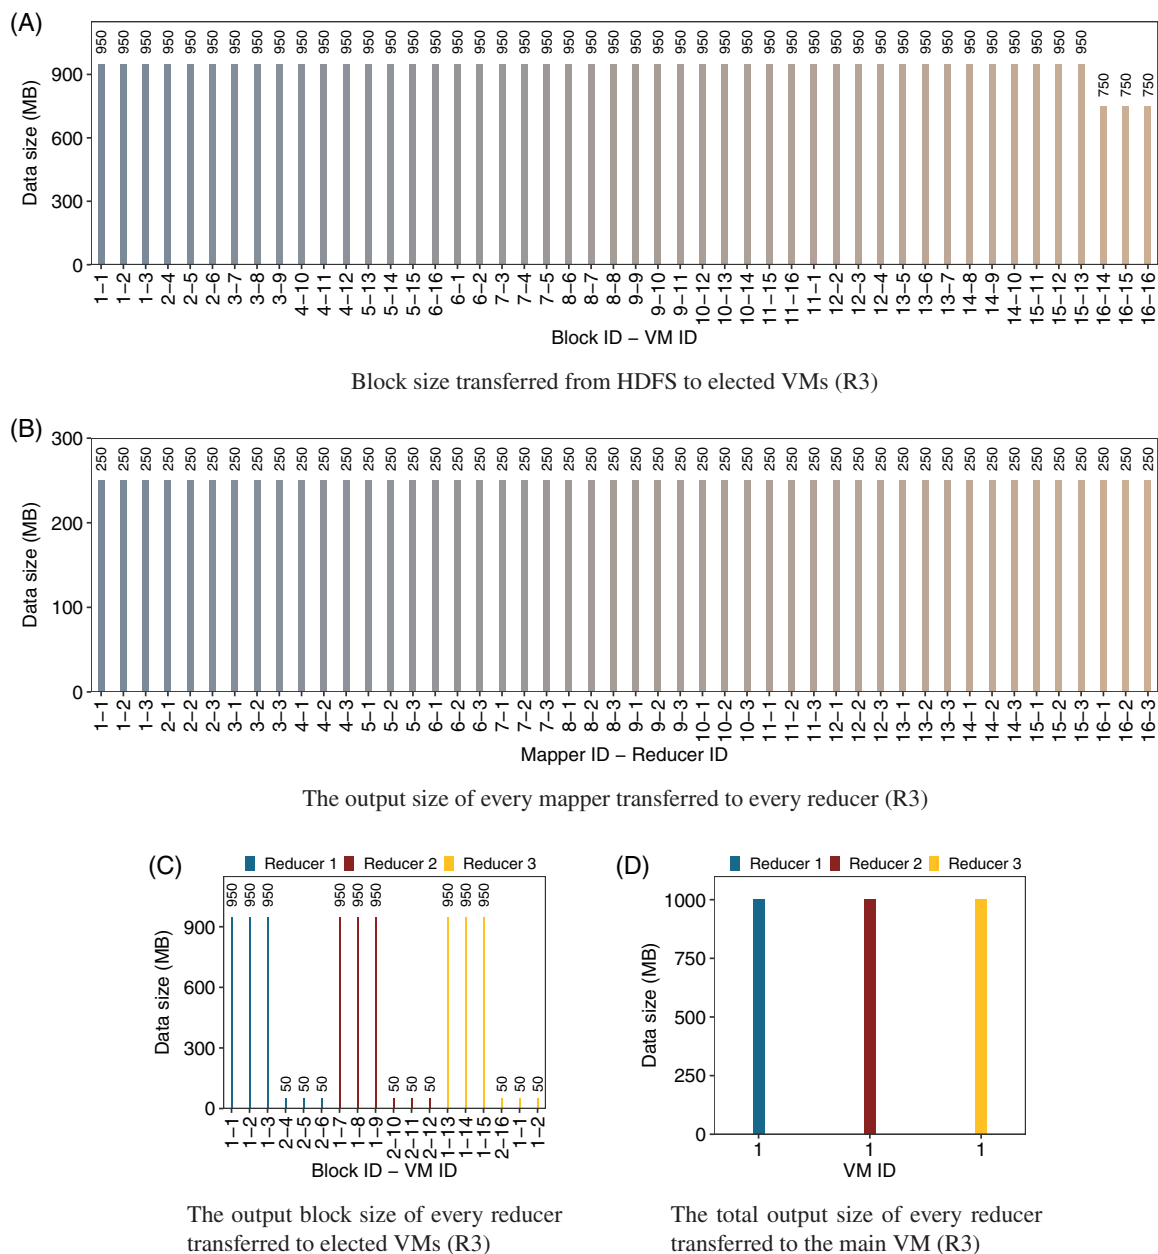 (A)
950 950 950 950 950 950 950 950 950 950 950 950 950 950 950 950 950 950 950 950 950 950 950 950 950 950 950 950 950 950 950 950 950 950 950 950 950 950 950 950 950 950 950 950 950 750 750 750
900
600
300
0
Data size (MB)
1−1 1−2 1−3 2−4 2−5 2−6 3−7 3−8 3−9 4−10 4−11 4−12 5−13 5−14 5−15 6−16 6−1 6−2 7−3 7−4 7−5 8−6 8−7 8−8 9−9 9−10 9−11 10−12 10−13 10−14 11−15 11−16 11−1 12−2 12−3 12−4 13−5 13−6 13−7 14−8 14−9 14−10 15−11 15−12 15−13 16−14 16−15 16−16
Block ID − VM ID
Block size transferred from HDFS to elected VMs (R3)
(B)
300
200
100
0
Data size (MB)
250 250 250 250 250 250 250 250 250 250 250 250 250 250 250 250 250 250 250 250 250 250 250 250 250 250 250 250 250 250 250 250 250 250 250 250 250 250 250 250 250 250 250 250 250 250 250 250
1−1 1−2 1−3 2−1 2−2 2−3 3−1 3−2 3−3 4−1 4−2 4−3 5−1 5−2 5−3 6−1 6−2 6−3 7−1 7−2 7−3 8−1 8−2 8−3 9−1 9−2 9−3 10−1 10−2 10−3 11−1 11−2 11−3 12−1 12−2 12−3 13−1 13−2 13−3 14−1 14−2 14−3 15−1 15−2 15−3 16−1 16−2 16−3
Mapper ID − Reducer ID
The output size of every mapper transferred to every reducer (R3)
(C)
Reducer 1 Reducer 2 Reducer 3
950 950 950 50 50 50 950 950 950 50 50 50 950 950 950 50 50 50
900
600
300
0
Data size (MB)
1−1 1−2 1−3 2−4 2−5 2−6 1−7 1−8 1−9 2−10 2−11 2−12 1−13 1−14 1−15 2−16 1−1 1−2
Block ID − VM ID
The output block size of every reducer
transferred to elected VMs (R3)
(D)
Reducer 1 Reducer 2 Reducer 3
1000
750
500
250
0
Data size (MB)
1 1 1
VM ID
The total output size of every reducer
transferred to the main VM (R3)